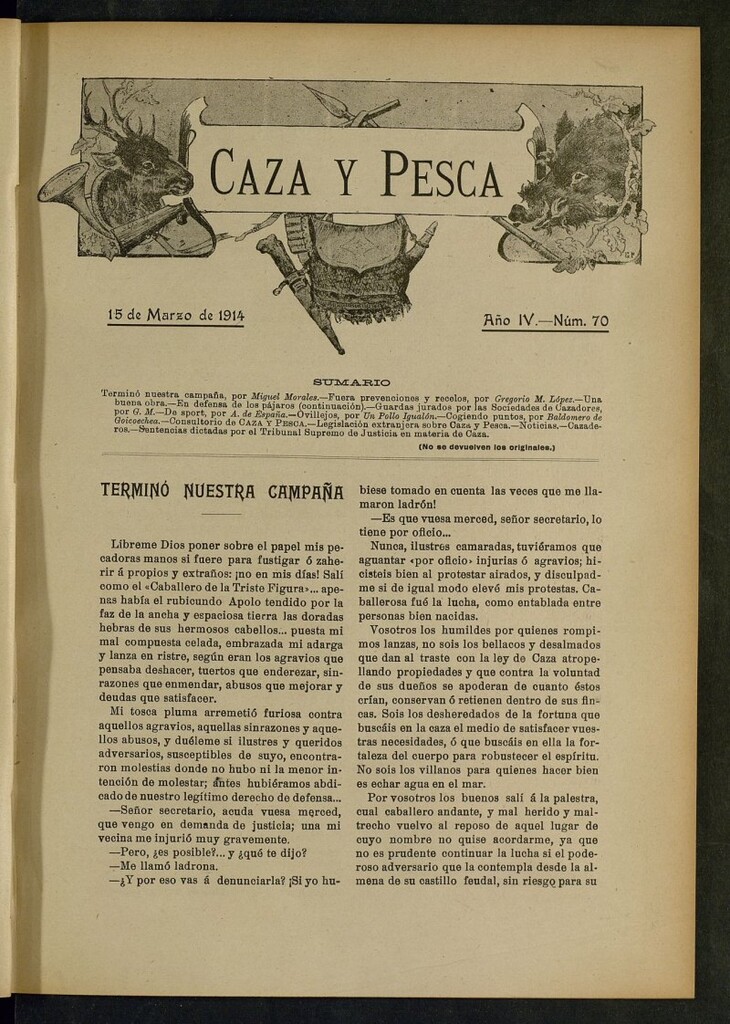 CAZA Y PESCA
15 de Marzo de 1914
Año IV.—Núm. 70
SUMARIO
Terminó nuestra campaña, por Miguel Morales.—Fuera prevenciones y recelos, por Gregorio M. López.—Una
buena obra.—En defensa de los pájaros (continuación).—Guardas jurados por las Sociedades de Cazadores,
por G. M.—De sport, por A. de España.—Ovillejos, por Un Pollo Igualón.—Cogiendo puntos, por Baldomero de
Goicoechea.—Consultorio de CAZA Y PESCA.—Legislación extranjera sobre Caza y Pesca.—Noticias.—Cazade-
ros.—Sentencias dictadas por el Tribunal Supremo de Justicia en materia de Caza.
(No se devuelven los originales.)
TERMINÓ NUESTRA CAMPAÑA
Líbreme Dios poner sobre el papel mis pe-
cadoras manos si fuere para fustigar ó zahe-
rir á propios y extraños: ¡no en mis días! Salí
como el «Caballero de la Triste Figura»... ape-
nas había el rubicundo Apolo tendido por la
faz de la ancha y espaciosa tierra las doradas
hebras de sus hermosos cabellos... puesta mi
mal compuesta celada, embrazada mi adarga
y lanza en ristre, según eran los agravios que
pensaba deshacer, tuertos que enderezar, sin-
razones que enmendar, abusos que mejorar y
deudas que satisfacer.
Mi tosca pluma arremetió furiosa contra
aquellos agravios, aquellas sinrazones y aque-
llos abusos, y duéleme si ilustres y queridos
adversarios, susceptibles de suyo, encontra-
ron molestias donde no hubo ni la menor in-
tención de molestar; ántes hubiéramos abdi-
cado de nuestro legítimo derecho de defensa...
—Señor secretario, acuda vuesa merced,
que vengo en demanda de justicia; una mi
vecina me injurió muy gravemente.
—Pero, ¿es posible?... y ¿qué te dijo?
—Me llamó ladrona.
—¿Y por eso vas á denunciarla? ¡Si yo hu-
biese tomado en cuenta las veces que me lla-
maron ladrón!
—Es que vuesa merced, señor secretario, lo
tiene por oficio...
Nunca, ilustres camaradas, tuviéramos que
aguantar «por oficio» injurias ó agravios; hi-
cisteis bien al protestar airados, y disculpad-
me si de igual modo elevé mis protestas. Ca-
ballerosa fué la lucha, como entablada entre
personas bien nacidas.
Vosotros los humildes por quienes rompi-
mos lanzas, no sois los bellacos y desalmados
que dan al traste con la ley de Caza atrope-
llando propiedades y que contra la voluntad
de sus dueños se apoderan de cuanto éstos
crían, conservan ó retienen dentro de sus fin-
cas. Sois los desheredados de la fortuna que
buscáis en la caza el medio de satisfacer vues-
tras necesidades, ó que buscáis en ella la for-
taleza del cuerpo para robustecer el espíritu.
No sois los villanos para quienes hacer bien
es echar agua en el mar.
Por vosotros los buenos salí á la palestra,
cual caballero andante, y mal herido y mal-
trecho vuelvo al reposo de aquel lugar de
cuyo nombre no quise acordarme, ya que
no es prudente continuar la lucha si el pode-
roso adversario que la contempla desde la al-
mena de su castillo feudal, sin riesgo para su